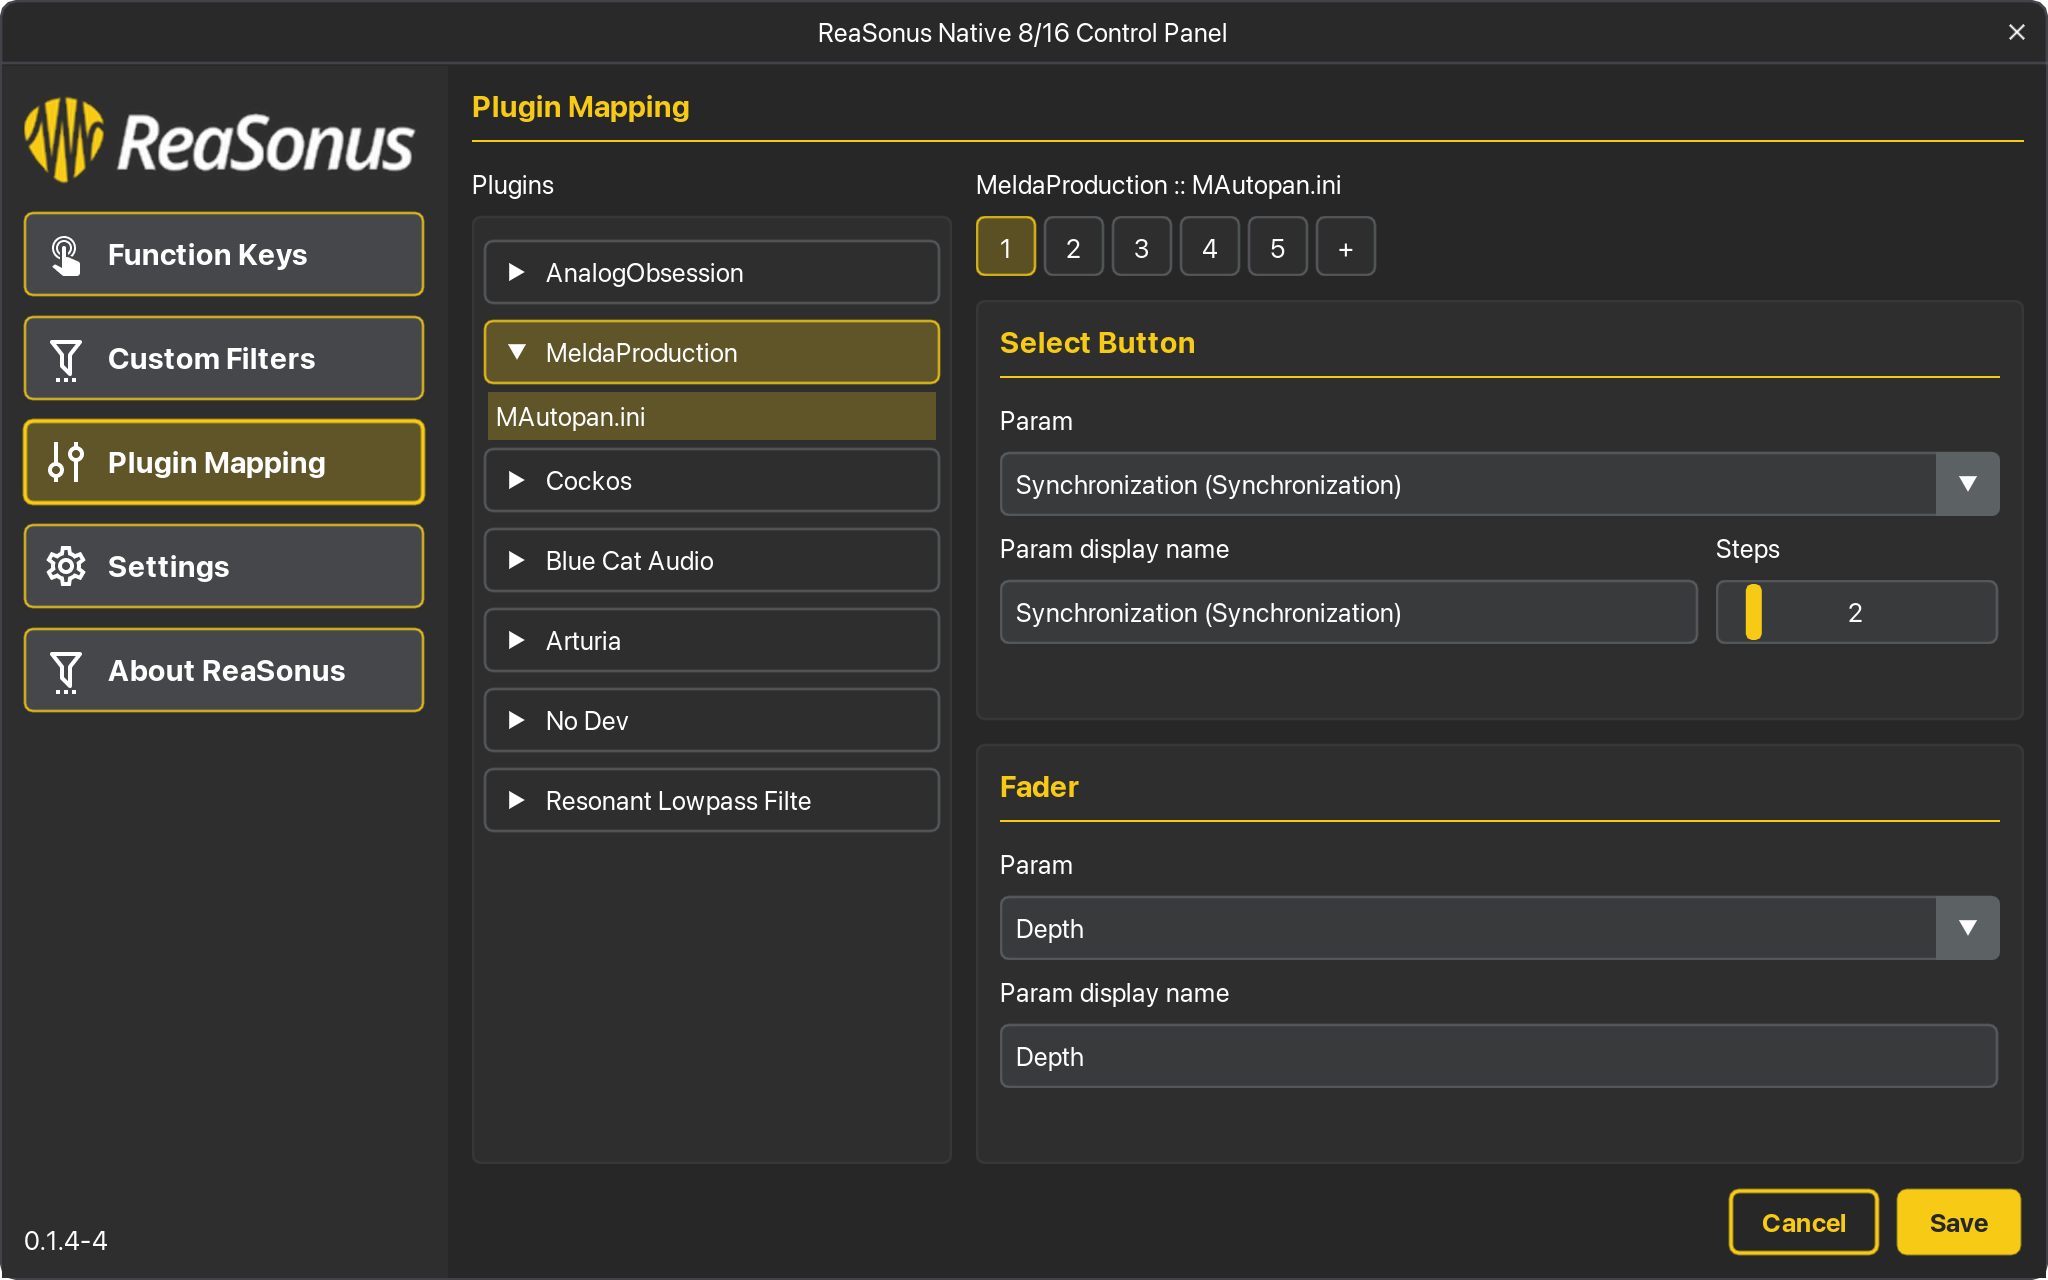 ReaSonus Native 8/16 Control Panel
ReaSonus
Function Keys
Custom Filters
Plugin Mapping
Settings
About ReaSonus
0.1.4-4
Plugin Mapping
Plugins
AnalogObsession
MeldaProduction
MAutopan.ini
Cockos
Blue Cat Audio
Arturia
No Dev
Resonant Lowpass Filte
MeldaProduction :: MAutopan.ini
1 2 3 4 5 +
Select Button
Param
Synchronization (Synchronization)
Param display name Steps
Synchronization (Synchronization) 2
Fader
Param
Depth
Param display name
Depth
Cancel Save